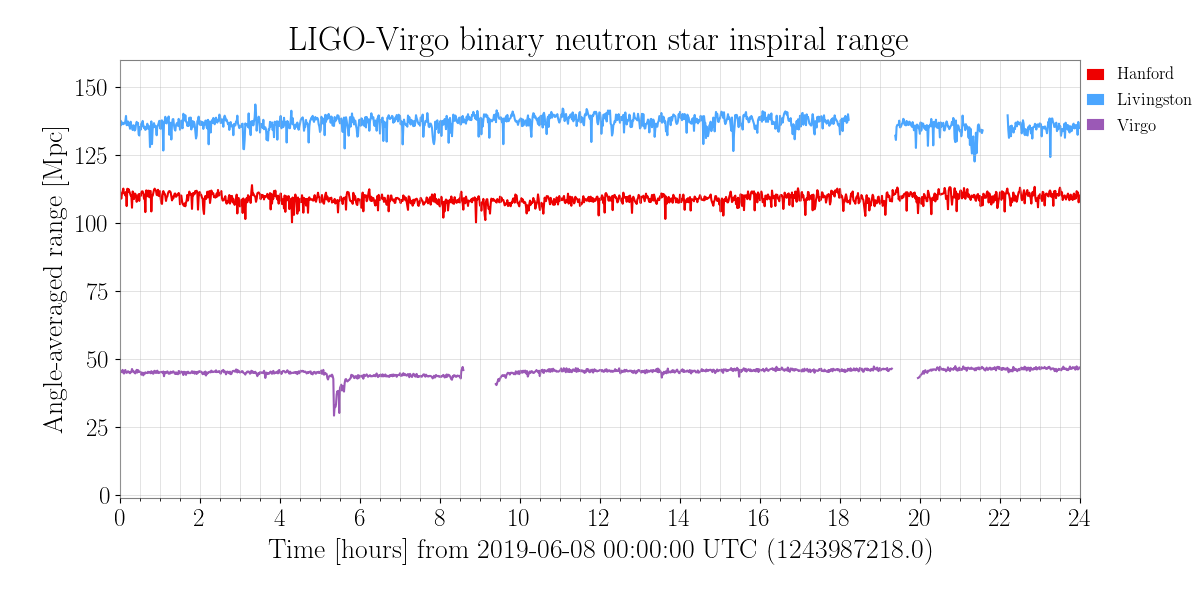 LIGO-Virgo binary neutron star inspiral range
Angle-averaged range [Mpc]
150
125
100
75
50
25
0
0 2 4 6 8 10 12 14 16 18 20 22 24
Time [hours] from 2019-06-08 00:00:00 UTC (1243987218.0)
Hanford
Livingston
Virgo